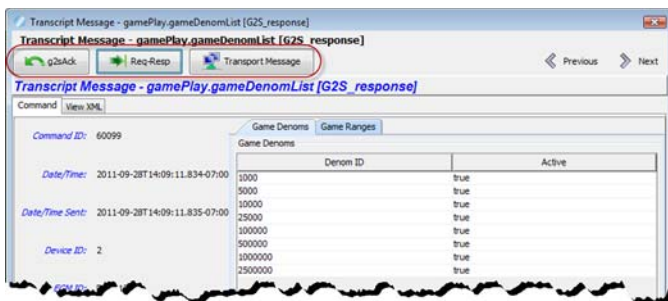 Transcript Message - gamePlay.gameDenomList [G2S_response]
Transcript Message - gamePlay.gameDenomList [G2S_response]
g2sAck Req-Resp Transport Message Previous Next
Transcript Message - gamePlay.gameDenomList [G2S_response]
Command View XML
Command ID: 60099
Date/Time: 2011-09-28T14:09:11.834-07:00
Date/Time Sent: 2011-09-28T14:09:11.835-07:00
Device ID: 2
Game Denoms Game Ranges
Game Denoms
Denom ID Active
1000 true
5000 true
10000 true
25000 true
100000 true
500000 true
1000000 true
2500000 true